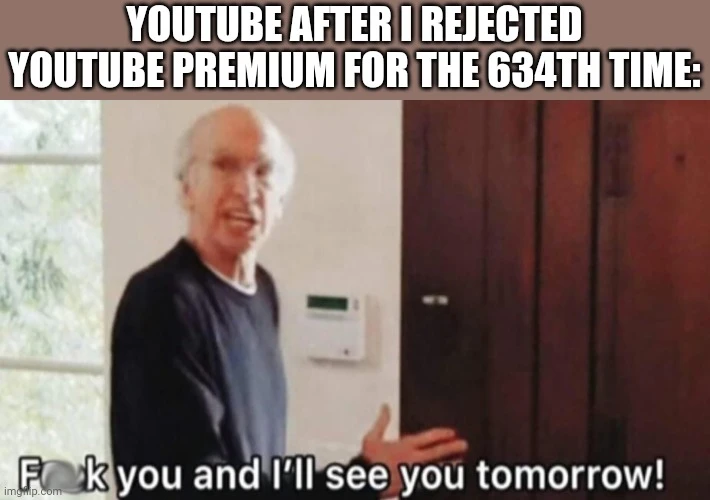 YOUTUBE AFTER I REJECTED
YOUTUBE PREMIUM FOR THE 634TH TIME:
F k you and I'll see you tomorrow!
imgflip.com